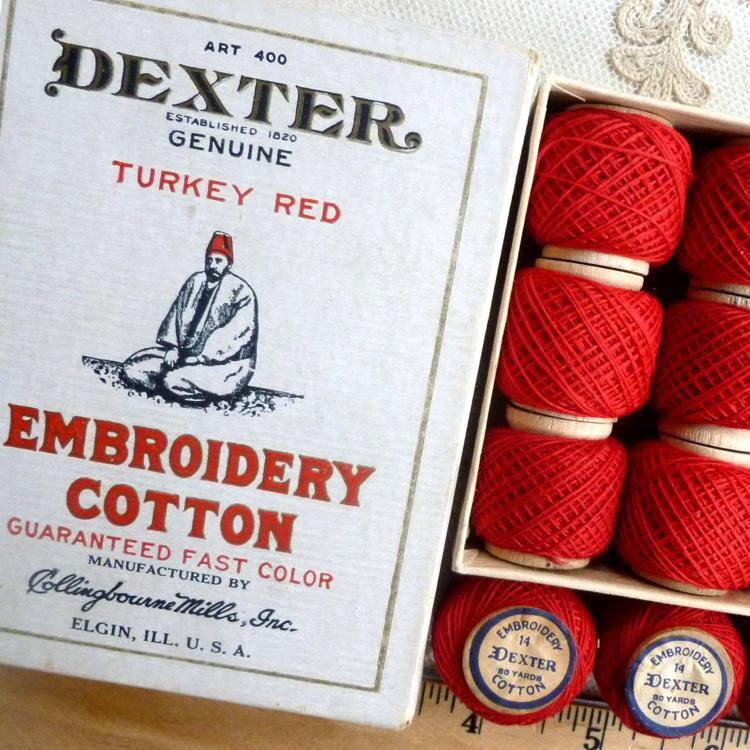 ART 400
DEXTER
ESTABLISHED 1820
GENUINE
TURKEY RED
EMBROIDERY
COTTON
GUARANTEED FAST COLOR
MANUFACTURED BY
Collingbourne Mills, Inc.
ELGIN, ILL. U. S. A.
EMBROIDERY
14
DEXTER
80 YARDS
COTTON
EMBROIDERY
14
DEXTER
80 YARDS
COTTON
4
5